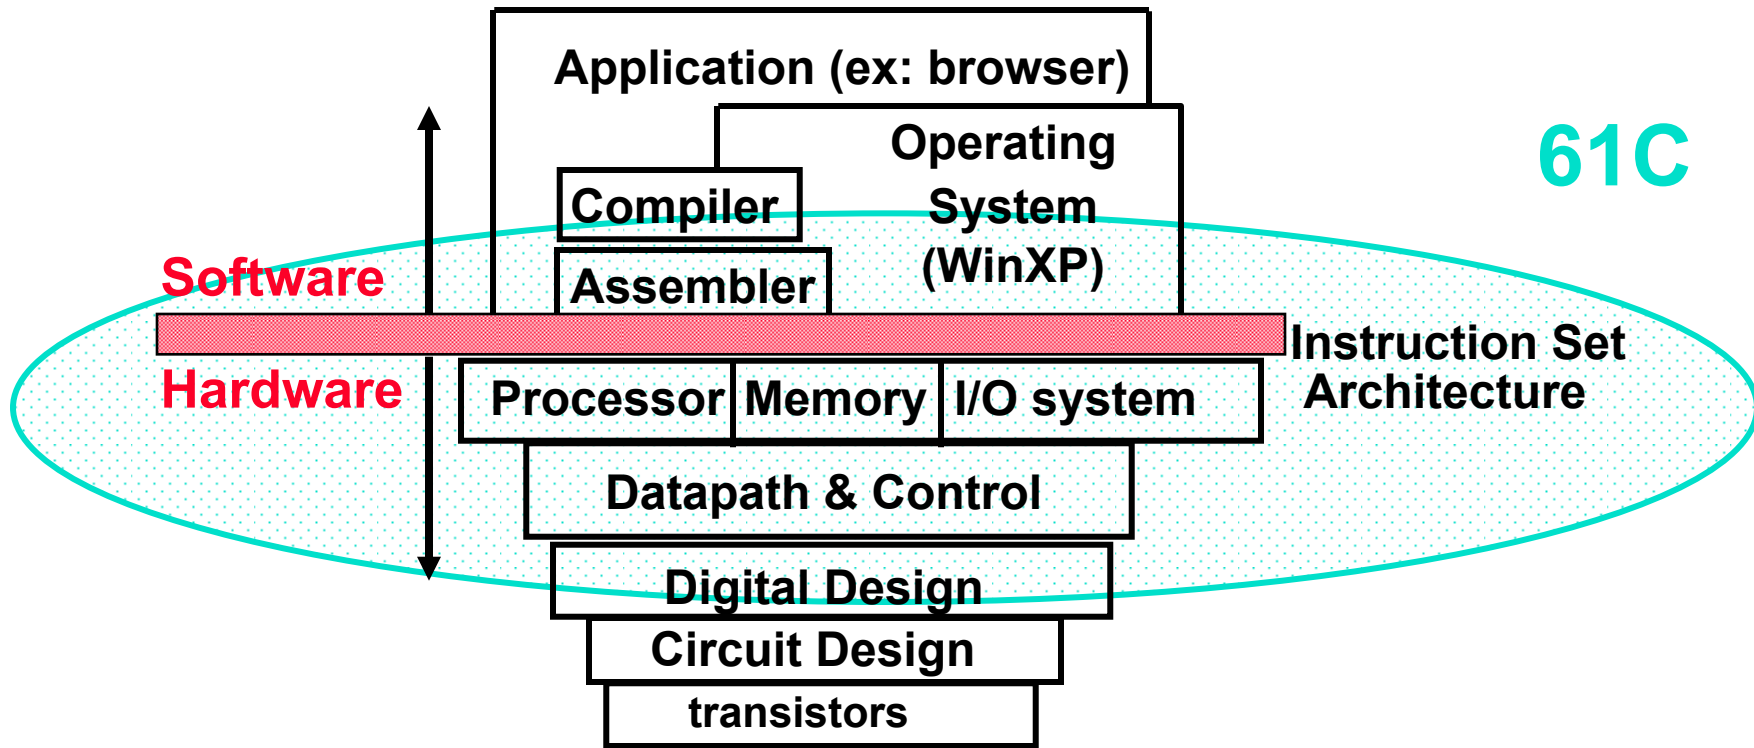 Application (ex: browser)
Operating
System
(WinXP)
61C
Compiler
Assembler
Software
Hardware
Instruction Set
Architecture
Processor
Memory
I/O system
Datapath & Control
Digital Design
Circuit Design
transistors